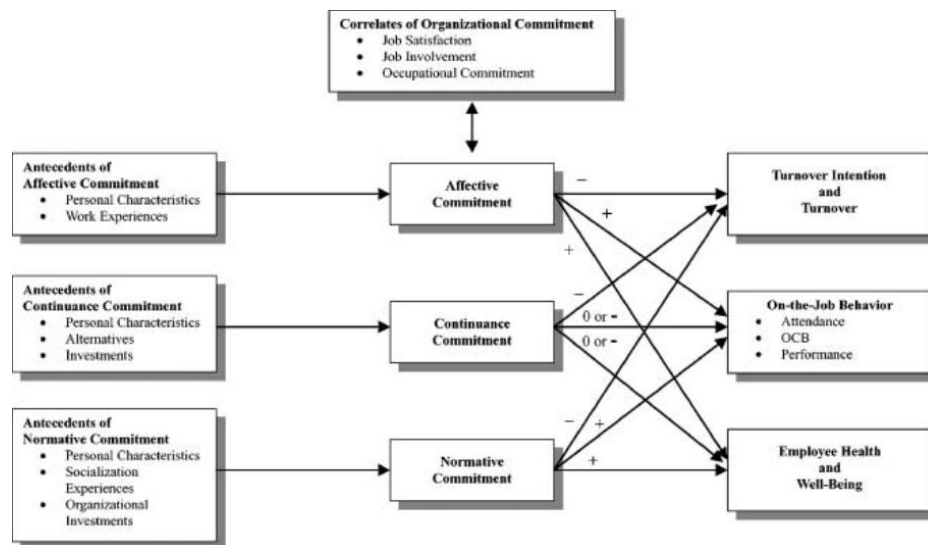 Correlates of Organizational Commitment
• Job Satisfaction
• Job Involvement
• Occupational Commitment
Antecedents of
Affective Commitment
• Personal Characteristics
• Work Experiences
Affective
Commitment
−
+
+
Turnover Intention
and
Turnover
Antecedents of
Continuance Commitment
• Personal Characteristics
• Alternatives
• Investments
Continuance
Commitment
−
0 or -
0 or -
On-the-Job Behavior
• Attendance
• OCB
• Performance
Antecedents of
Normative Commitment
• Personal Characteristics
• Socialization
Experiences
• Organizational
Investments
Normative
Commitment
− +
+
Employee Health
and
Well-Being